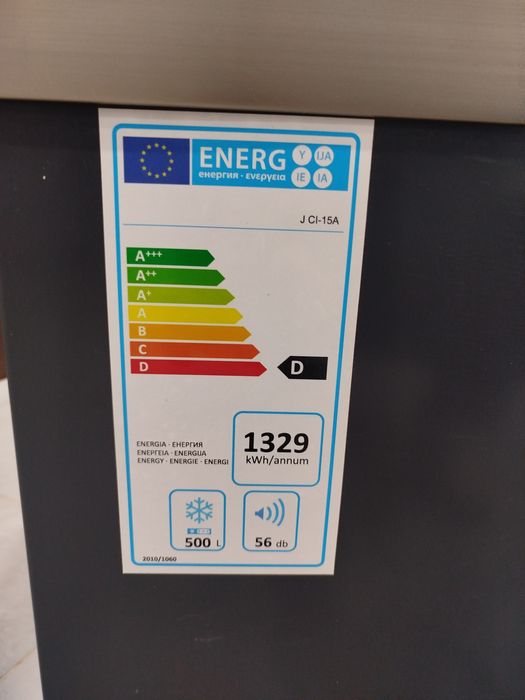 ENERG Y IJA
енергия · ενεργεια IE IA
J CI-15A
A+++
A++
A+
A
B
C
D
D
ENERGIA · ЕНЕРГИЯ
ΕΝΕΡΓΕΙΑ · ENERGIJA
ENERGY · ENERGIE · ENERGI
1329
kWh/annum
500 L
56 db
2010/1060